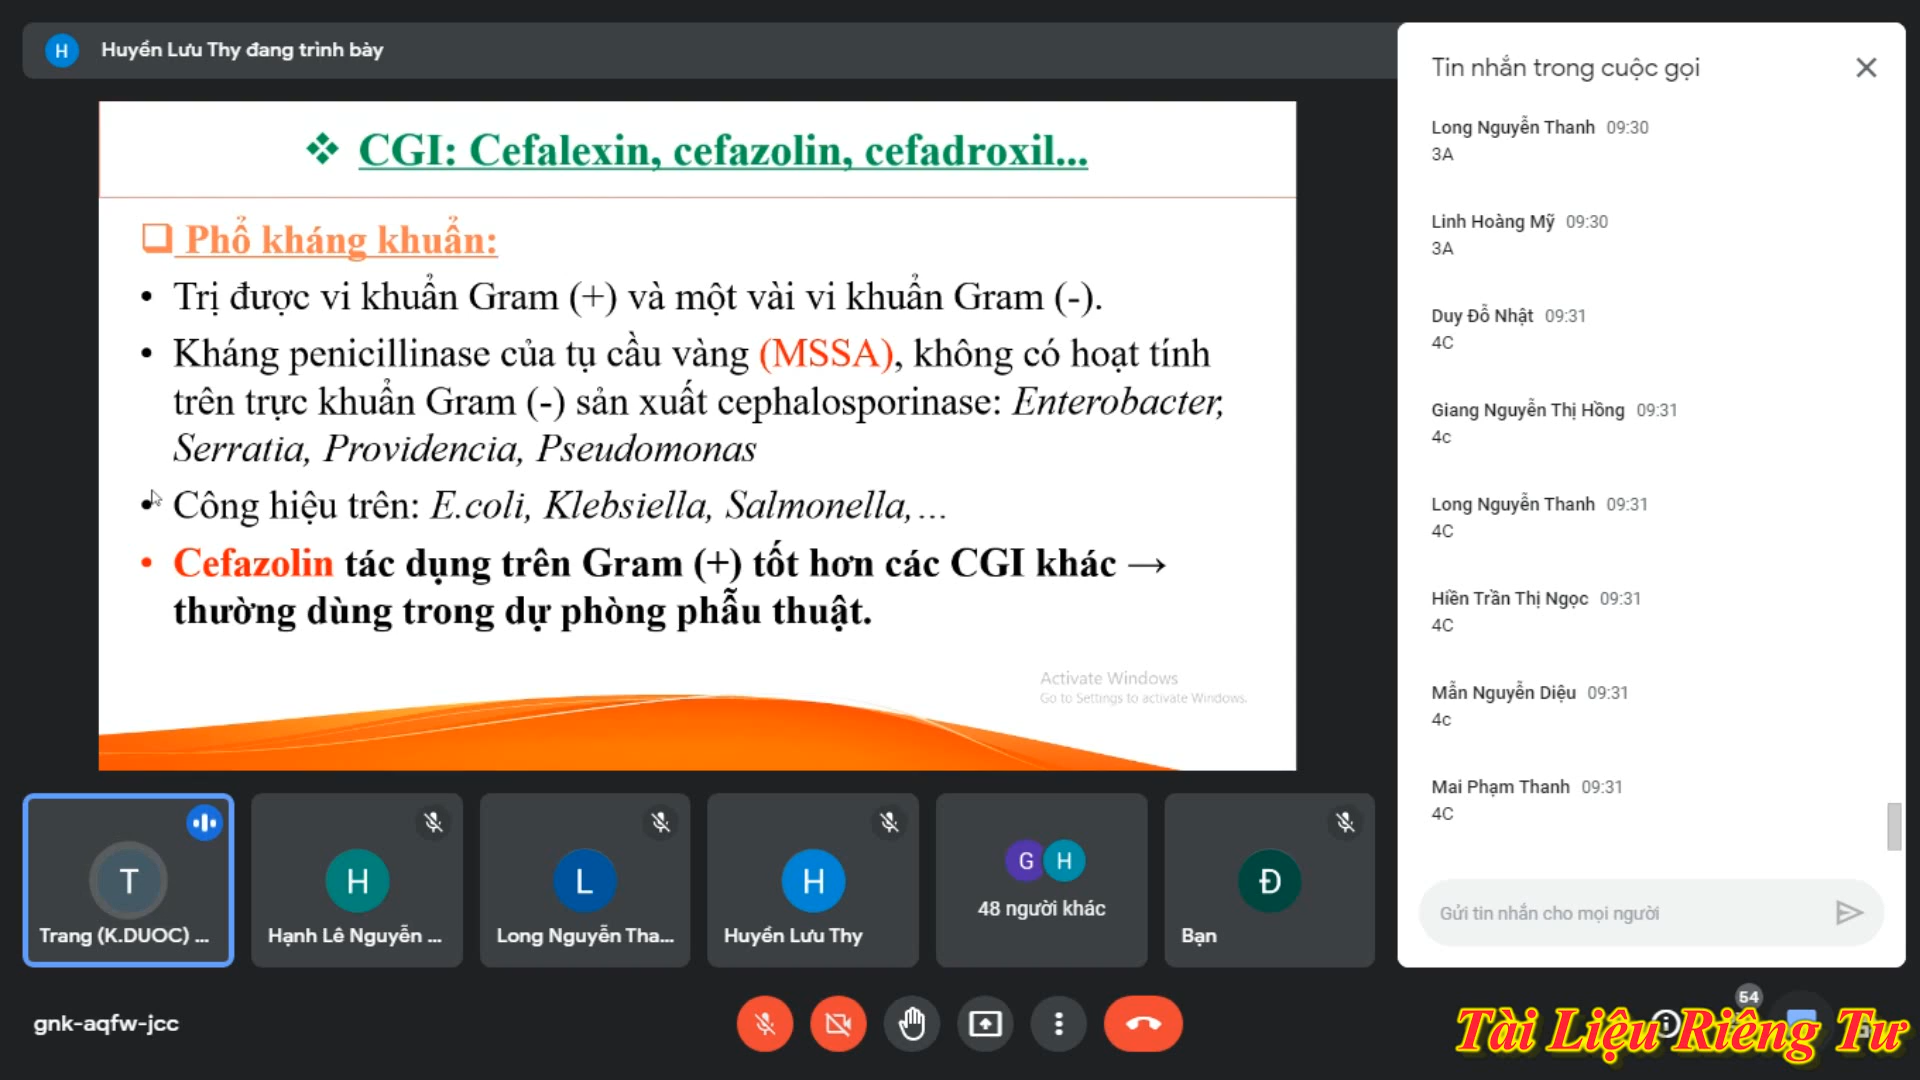 H Huyền Lưu Thy đang trình bày
❖ CGI: Cefalexin, cefazolin, cefadroxil...
❑ Phổ kháng khuẩn:
• Trị được vi khuẩn Gram (+) và một vài vi khuẩn Gram (-).
• Kháng penicillinase của tụ cầu vàng (MSSA), không có hoạt tính
trên trực khuẩn Gram (-) sản xuất cephalosporinase: Enterobacter,
Serratia, Providencia, Pseudomonas
• Công hiệu trên: E.coli, Klebsiella, Salmonella,...
• Cefazolin tác dụng trên Gram (+) tốt hơn các CGI khác →
thường dùng trong dự phòng phẫu thuật.
Activate Windows
Go to Settings to activate Windows.
T
Trang (K.DUOC) ...
H
Hạnh Lê Nguyễn ...
L
Long Nguyễn Tha...
H
Huyền Lưu Thy
G H
48 người khác
Đ
Bạn
gnk-aqfw-jcc
Tin nhắn trong cuộc gọi
Long Nguyễn Thanh 09:30
3A
Linh Hoàng Mỹ 09:30
3A
Duy Đỗ Nhật 09:31
4C
Giang Nguyễn Thị Hồng 09:31
4c
Long Nguyễn Thanh 09:31
4C
Hiền Trần Thị Ngọc 09:31
4C
Mẫn Nguyễn Diệu 09:31
4c
Mai Phạm Thanh 09:31
4C
Gửi tin nhắn cho mọi người
54
Tài Liệu Riêng Tư